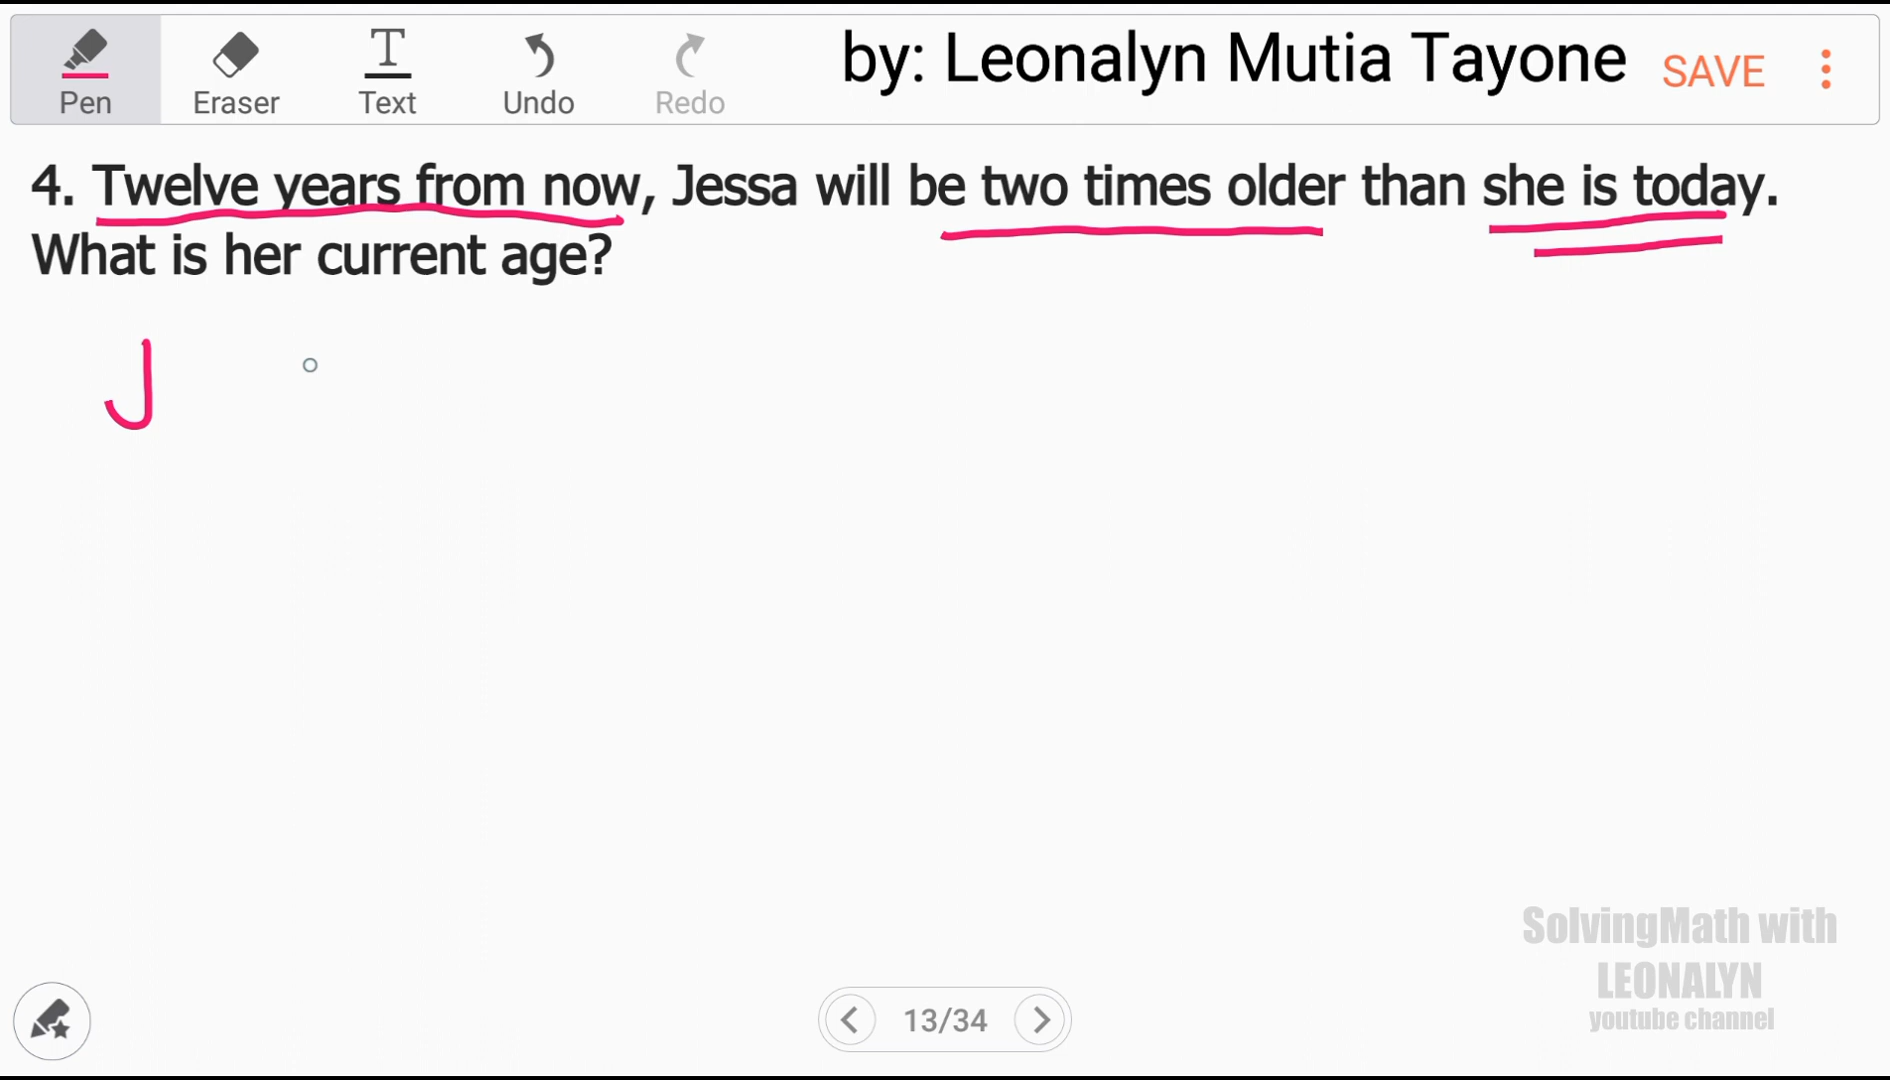 Pen
Eraser
Text
Undo
Redo
by: Leonalyn Mutia Tayone
SAVE
4. Twelve years from now, Jessa will be two times older than she is today.
What is her current age?
J
13/34
SolvingMath with
LEONALYN
youtube channel